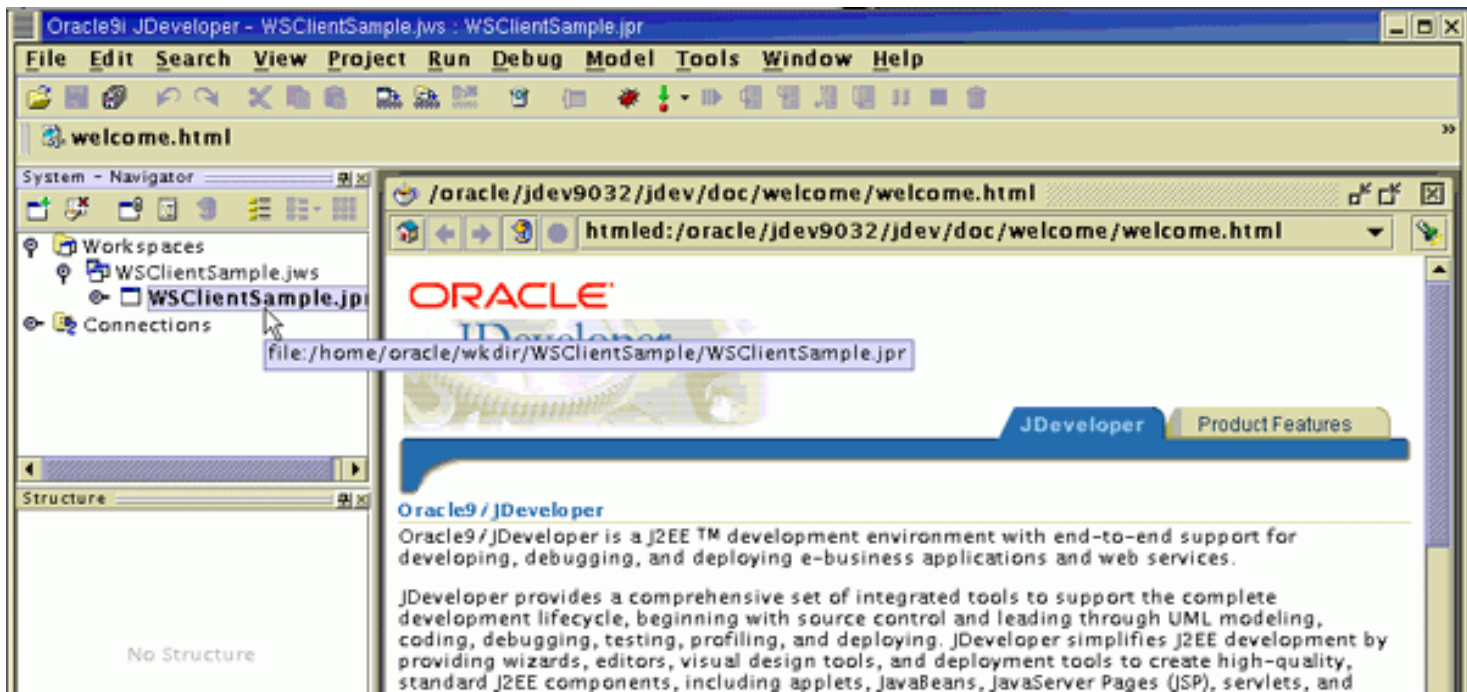 Oracle9i JDeveloper - WSClientSample.jws : WSClientSample.jpr
File Edit Search View Project Run Debug Model Tools Window Help
welcome.html
System - Navigator
Workspaces
WSClientSample.jws
WSClientSample.jpr
Connections
file:/home/oracle/wkdir/WSClientSample/WSClientSample.jpr
Structure
No Structure
/oracle/jdev9032/jdev/doc/welcome/welcome.html
htmled:/oracle/jdev9032/jdev/doc/welcome/welcome.html
ORACLE
JDeveloper
JDeveloper Product Features
Oracle9i JDeveloper
Oracle9i JDeveloper is a J2EE ™ development environment with end-to-end support for
developing, debugging, and deploying e-business applications and web services.
JDeveloper provides a comprehensive set of integrated tools to support the complete
development lifecycle, beginning with source control and leading through UML modeling,
coding, debugging, testing, profiling, and deploying. JDeveloper simplifies J2EE development by
providing wizards, editors, visual design tools, and deployment tools to create high-quality,
standard J2EE components, including applets, JavaBeans, JavaServer Pages (JSP), servlets, and